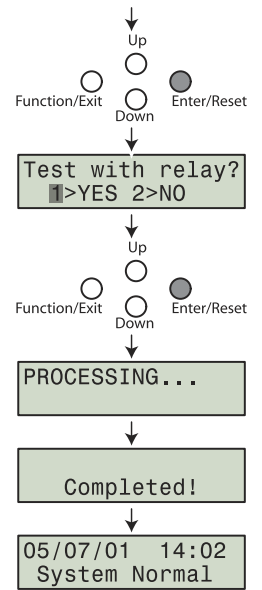 Up
Function/Exit Enter/Reset
Down
Test with relay?
1>YES 2>NO
Up
Function/Exit Enter/Reset
Down
PROCESSING...
Completed!
05/07/01 14:02
System Normal